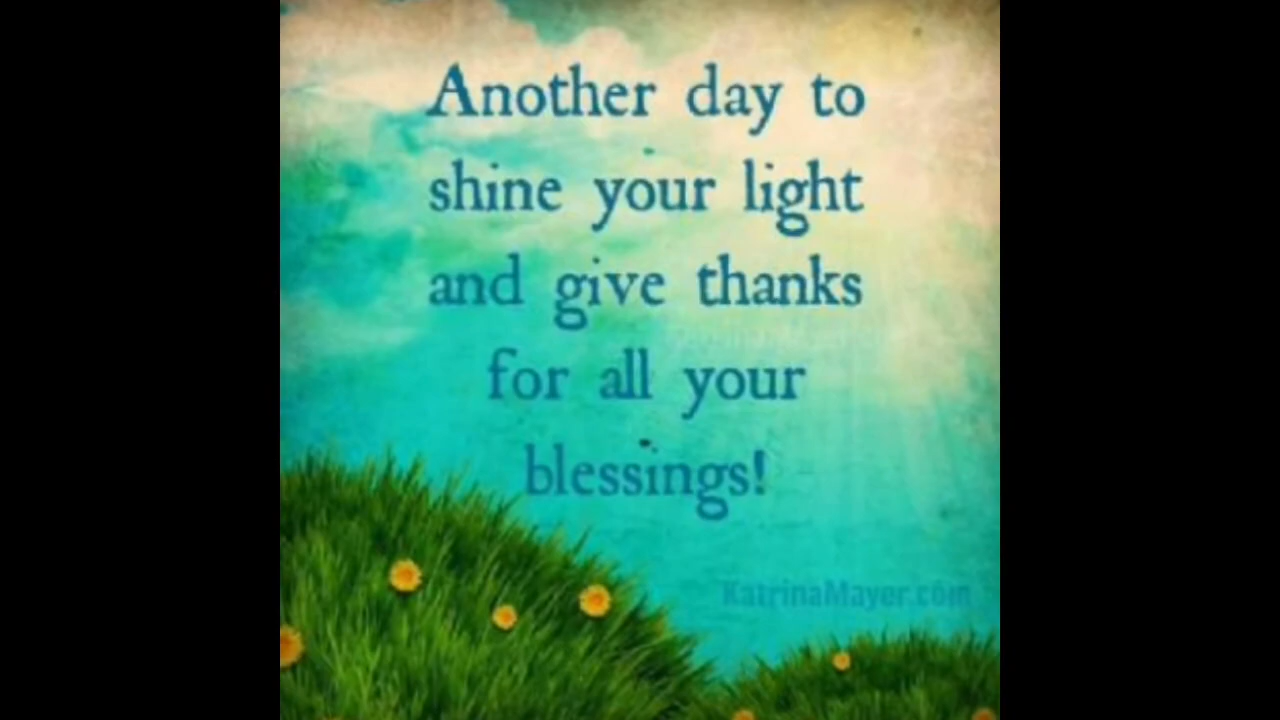 Another day to
shine your light
and give thanks
for all your
blessings!
KatrinaMayer.com